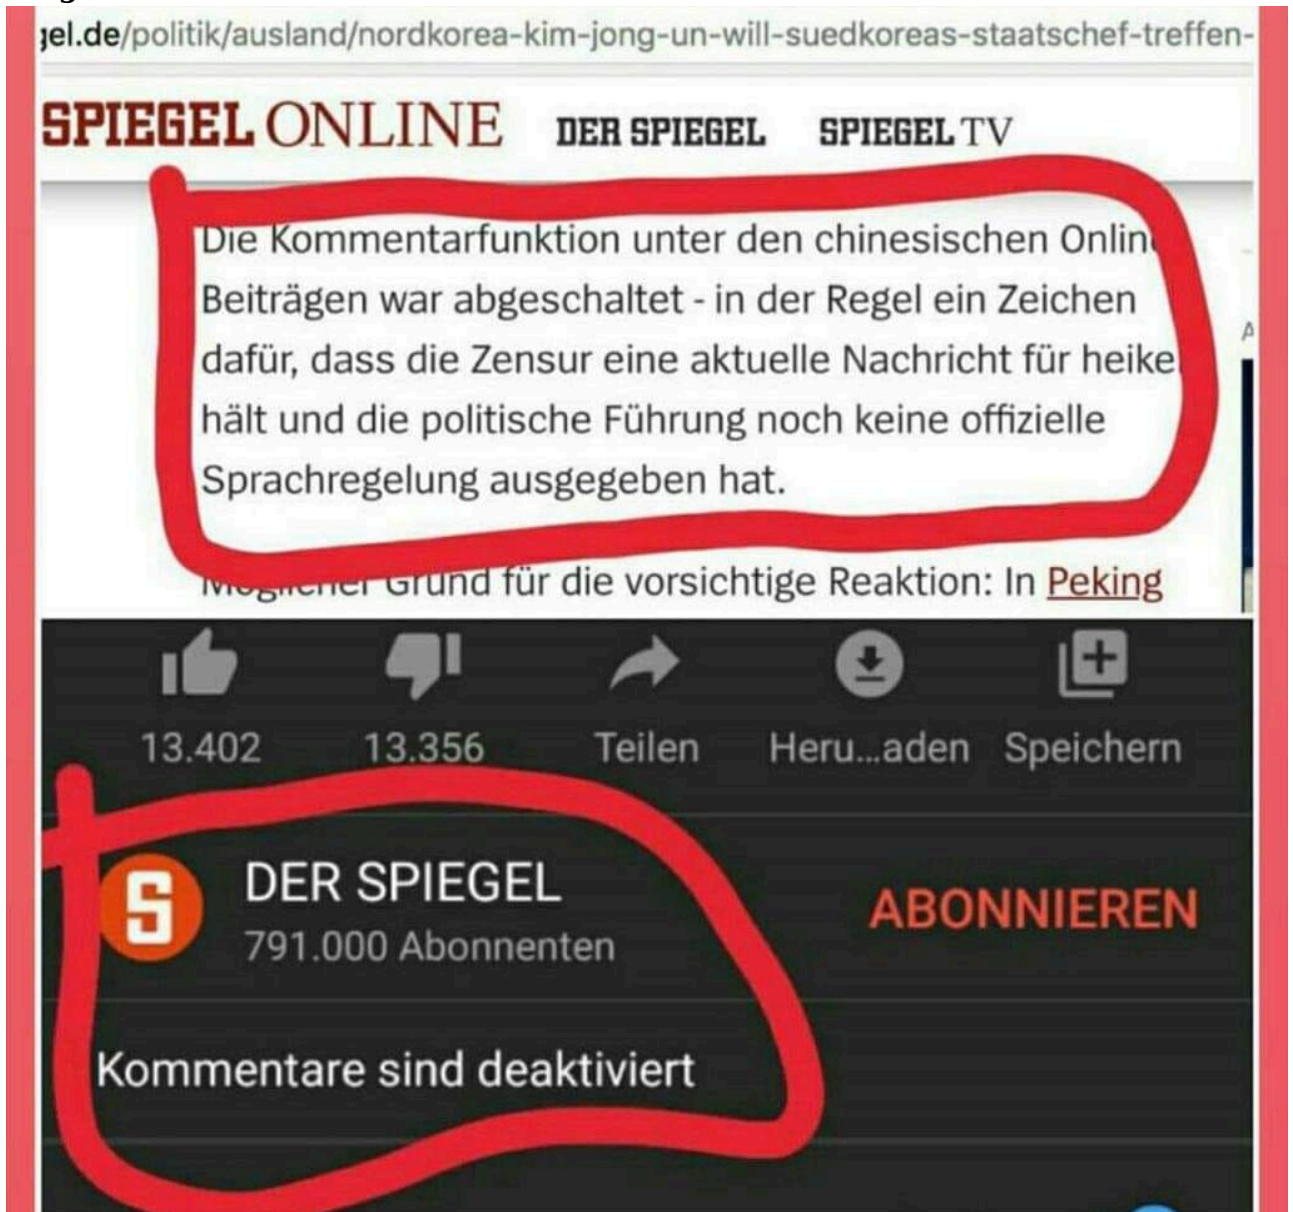 gel.de/politik/ausland/nordkorea-kim-jong-un-will-suedkoreas-staatschef-treffen-
SPIEGEL ONLINE DER SPIEGEL SPIEGEL TV
Die Kommentarfunktion unter den chinesischen Online
Beiträgen war abgeschaltet - in der Regel ein Zeichen
dafür, dass die Zensur eine aktuelle Nachricht für heikel
hält und die politische Führung noch keine offizielle
Sprachregelung ausgegeben hat.
Möglicher Grund für die vorsichtige Reaktion: In Peking
13.402 13.356 Teilen Heru...aden Speichern
DER SPIEGEL
791.000 Abonnenten
ABONNIEREN
Kommentare sind deaktiviert